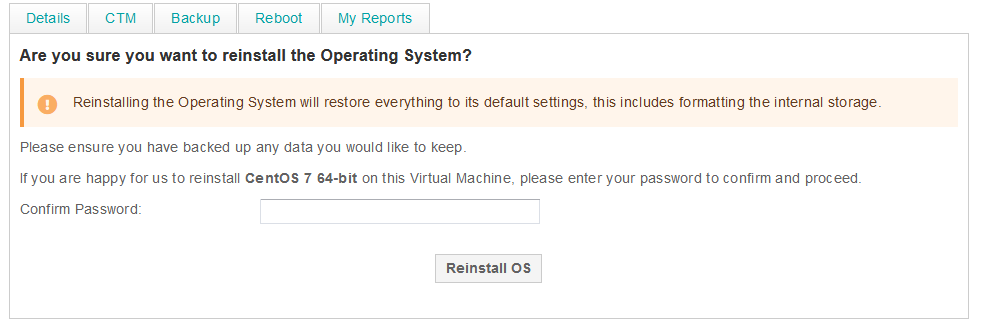 Details CTM Backup Reboot My Reports
Are you sure you want to reinstall the Operating System?
Reinstalling the Operating System will restore everything to its default settings, this includes formatting the internal storage.
Please ensure you have backed up any data you would like to keep.
If you are happy for us to reinstall CentOS 7 64-bit on this Virtual Machine, please enter your password to confirm and proceed.
Confirm Password:
Reinstall OS